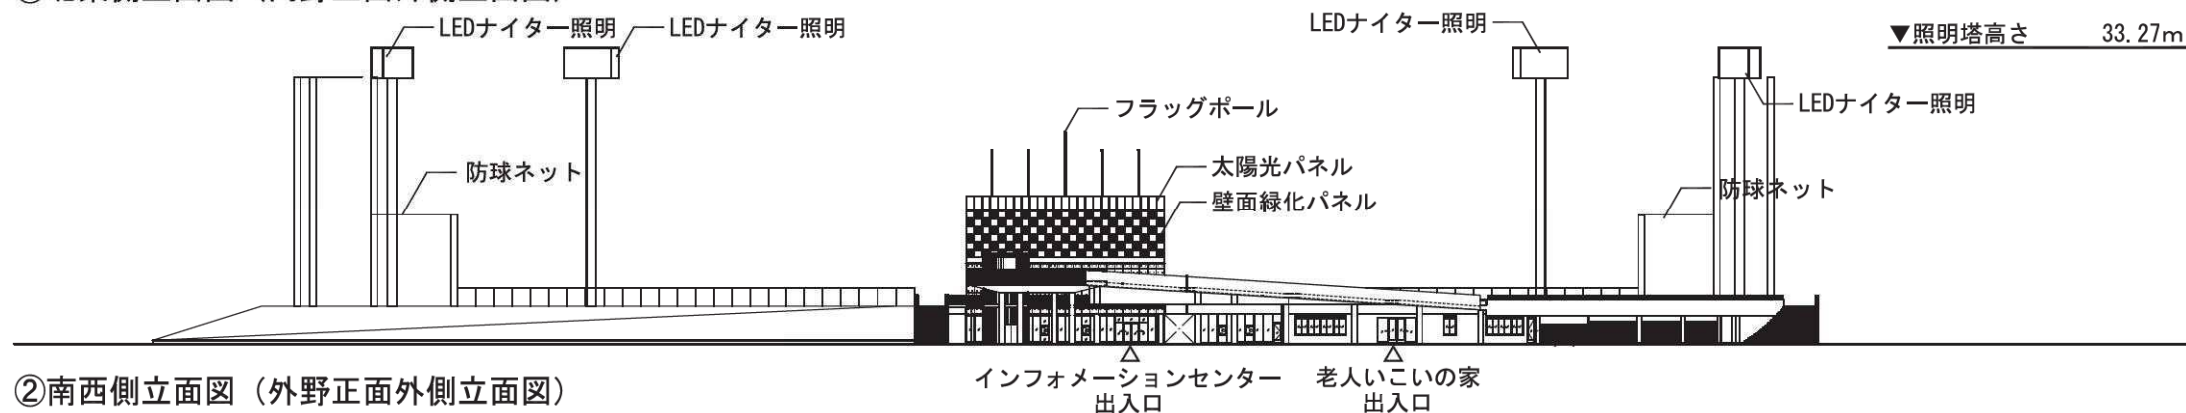 LEDナイター照明
LEDナイター照明
LEDナイター照明
▼照明塔高さ 33.27m
LEDナイター照明
フラッグポール
防球ネット
太陽光パネル
防球ネット
壁面緑化パネル
インフォメーションセンター
出入口
老人いこいの家
出入口
②南西側立面図（外野正面外側立面図）